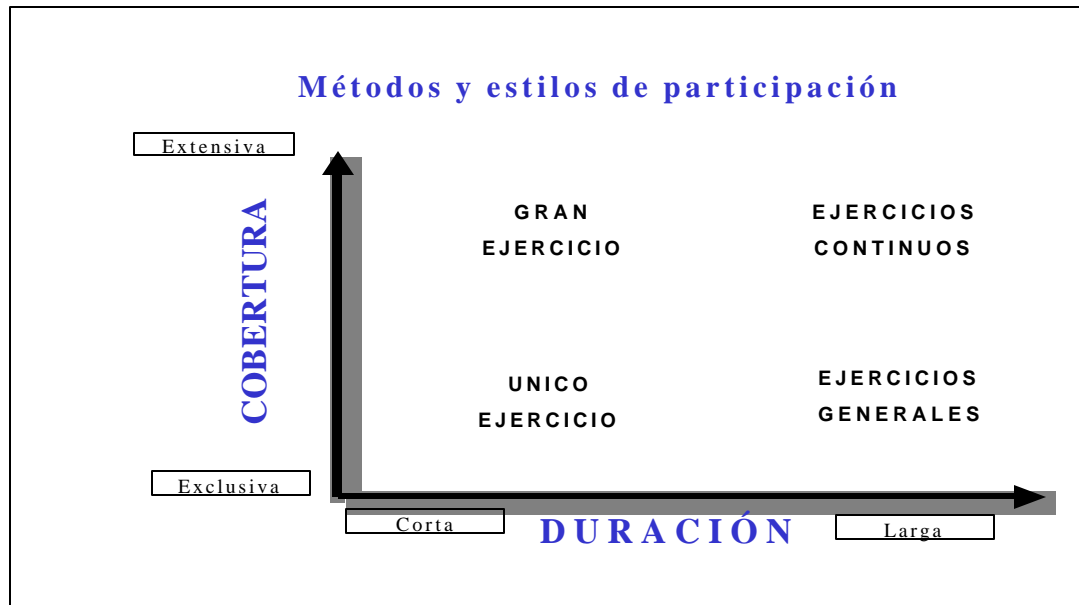 Métodos y estilos de participación
Extensiva
COBERTURA
GRAN
EJERCICIO
EJERCICIOS
CONTINUOS
UNICO
EJERCICIO
EJERCICIOS
GENERALES
Exclusiva
Corta
DURACIÓN
Larga